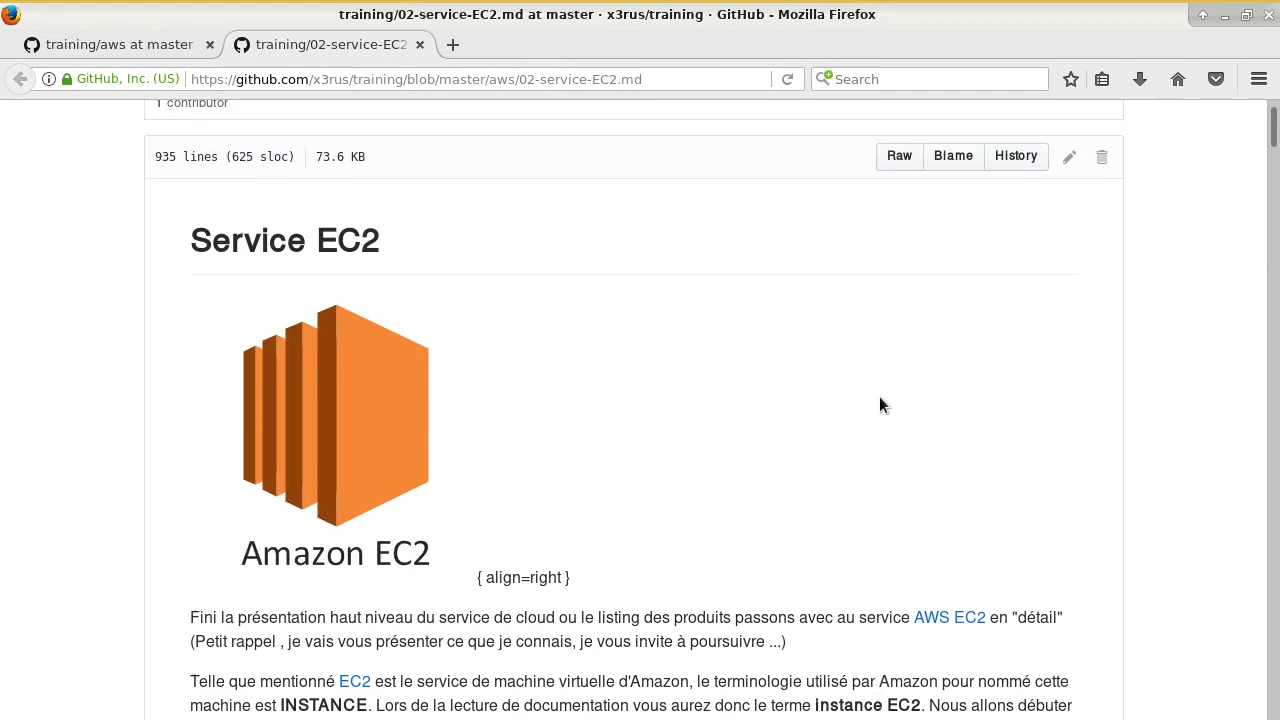 training/02-service-EC2.md at master · x3rus/training · GitHub - Mozilla Firefox
training/aws at master
training/02-service-EC2
GitHub, Inc. (US)
https://github.com/x3rus/training/blob/master/aws/02-service-EC2.md
Search
1 contributor
935 lines (625 sloc)
73.6 KB
Raw
Blame
History
Service EC2
Amazon EC2
{ align=right }
Fini la présentation haut niveau du service de cloud ou le listing des produits passons avec au service AWS EC2 en "détail"
(Petit rappel , je vais vous présenter ce que je connais, je vous invite à poursuivre ...)
Telle que mentionné EC2 est le service de machine virtuelle d'Amazon, le terminologie utilisé par Amazon pour nommé cette
machine est INSTANCE. Lors de la lecture de documentation vous aurez donc le terme instance EC2. Nous allons débuter